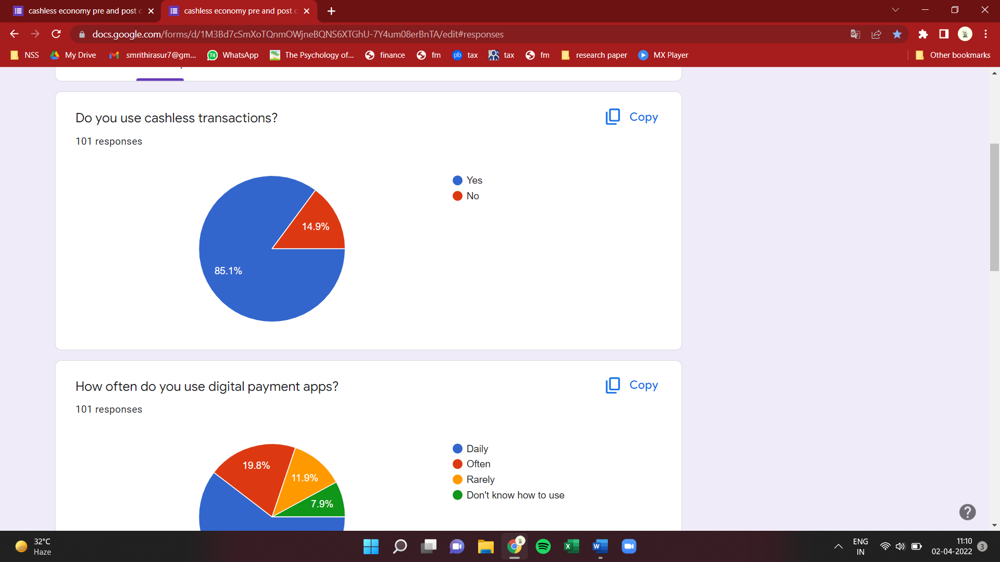 cashless economy pre and post c
cashless economy pre and post c
docs.google.com/forms/d/1M3Bd7cSmXoTQnmOWjneBQNS6XTGhU-7Y4um08erBnTA/edit#responses
NSS My Drive smrithirasur7@gm... 74 WhatsApp The Psychology of... finance fm pb tax tax fm research paper MX Player Other bookmarks
Do you use cashless transactions?
Copy
101 responses
Yes
No
14.9%
85.1%
How often do you use digital payment apps?
Copy
101 responses
Daily
Often
Rarely
Don't know how to use
19.8%
11.9%
7.9%
32°C
Haze
ENG
IN
11:10
02-04-2022
3